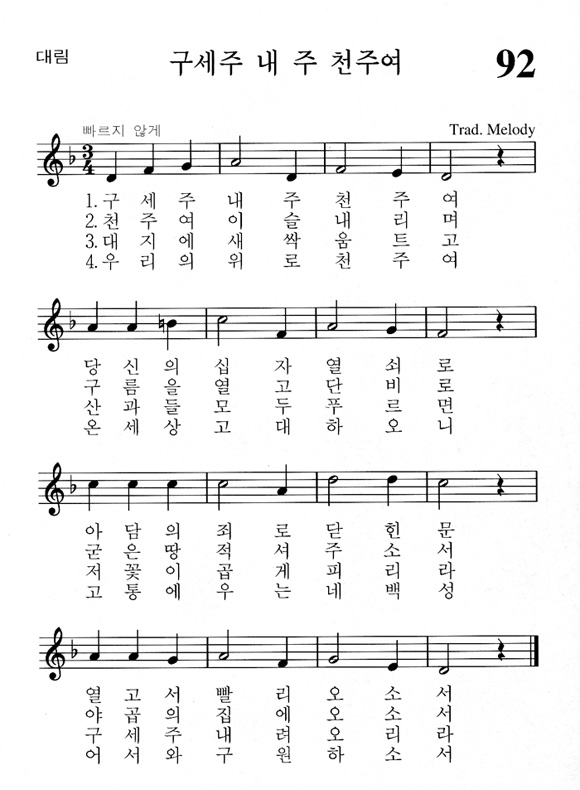 대림
구세주 내 주 천주여
92
빠르지 않게
Trad. Melody
3
4
1. 구 세 주 내 주 천 주 여
2. 천 주 여 이 슬 내 리 며
3. 대 지 에 새 싹 움 트 고
4. 우 리 의 위 로 천 주 여
당 신 의 십 자 열 쇠 로
구 름 을 열 고 단 비 로
산 과 들 모 두 푸 르 면
온 세 상 고 대 하 오 니
아 담 의 죄 로 닫 힌 문
굳 은 땅 적 셔 주 소 서
저 꽃 이 곱 게 피 리 라
고 통 에 우 는 네 백 성
열 고 서 빨 리 오 소 서
야 곱 의 집 에 오 소 서
구 세 주 내 려 오 리 라
어 서 와 구 원 하 소 서